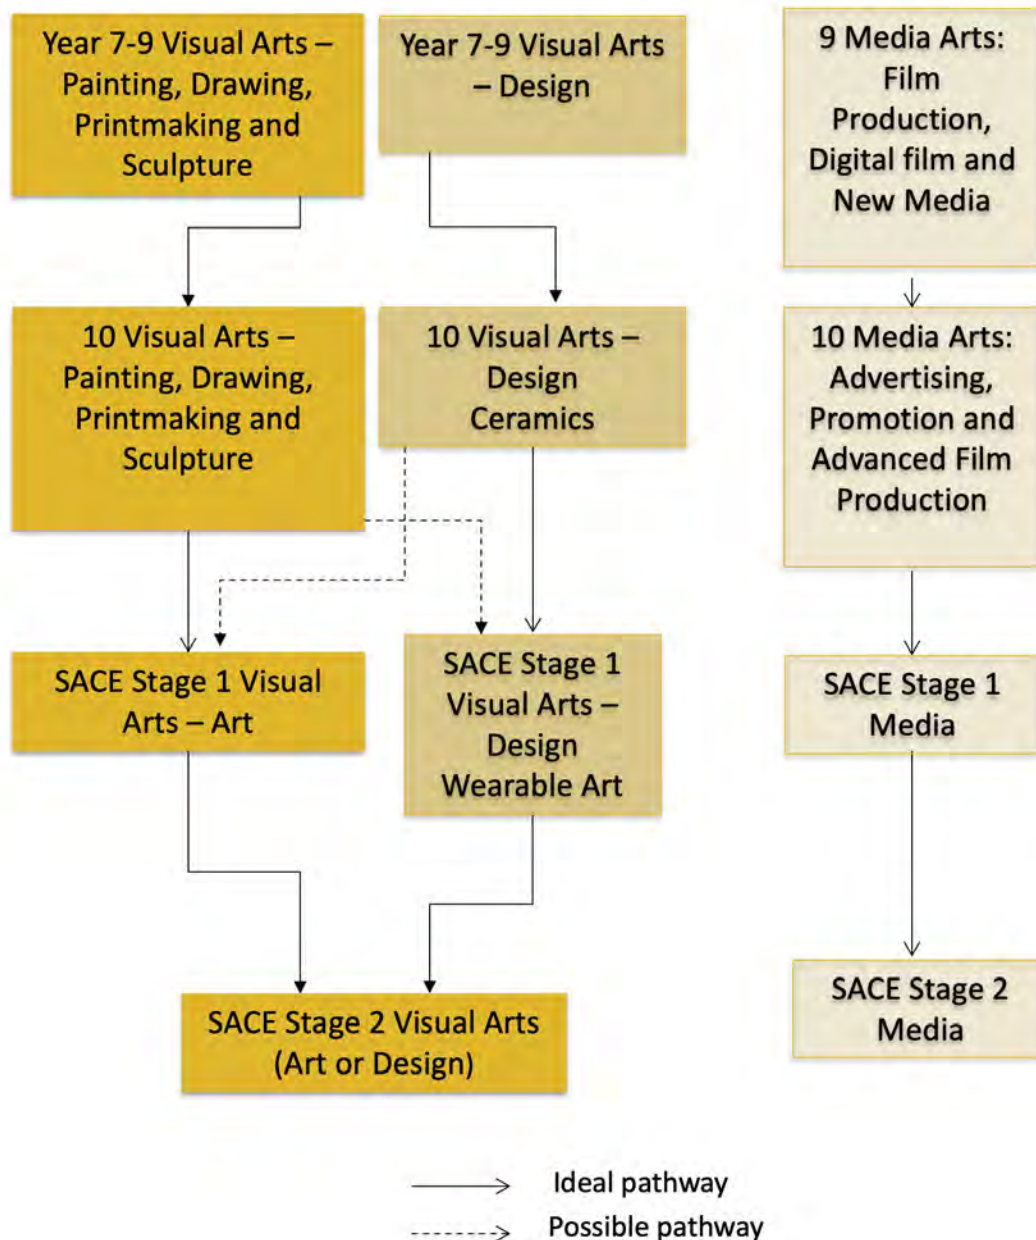 Year 7-9 Visual Arts –
Painting, Drawing,
Printmaking and
Sculpture
Year 7-9 Visual Arts
– Design
9 Media Arts:
Film
Production,
Digital film and
New Media
10 Visual Arts –
Painting, Drawing,
Printmaking and
Sculpture
10 Visual Arts –
Design
Ceramics
10 Media Arts:
Advertising,
Promotion and
Advanced Film
Production
SACE Stage 1 Visual
Arts – Art
SACE Stage 1
Visual Arts –
Design
Wearable Art
SACE Stage 1
Media
SACE Stage 2 Visual Arts
(Art or Design)
SACE Stage 2
Media
Ideal pathway
Possible pathway